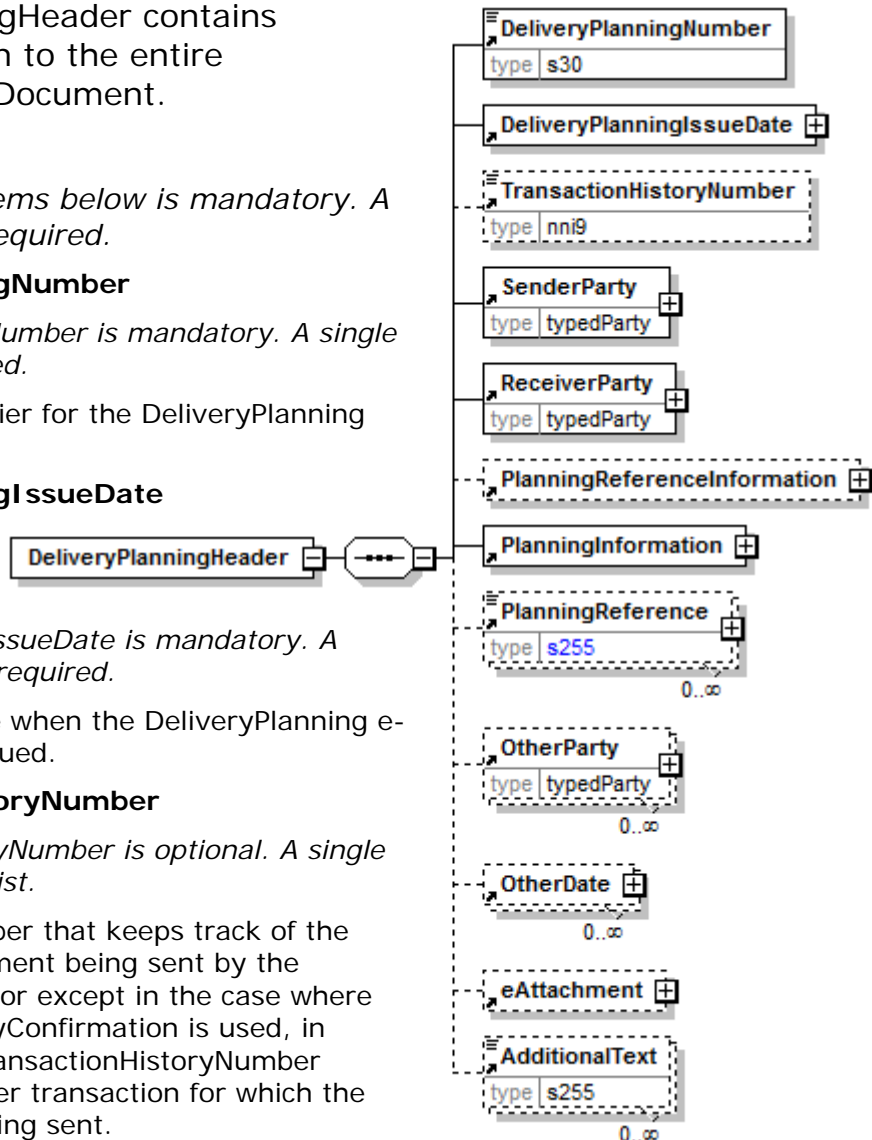 gHeader contains
n to the entire
Document.
ems below is mandatory. A
equired.
gNumber
Number is mandatory. A single
ed.
ier for the DeliveryPlanning
gIssueDate
ssueDate is mandatory. A
required.
e when the DeliveryPlanning e-
ued.
oryNumber
yNumber is optional. A single
ist.
ber that keeps track of the
ment being sent by the
or except in the case where
yConfirmation is used, in
ansactionHistoryNumber
er transaction for which the
ing sent.
DeliveryPlanningHeader
DeliveryPlanningNumber
type s30
DeliveryPlanningIssueDate
TransactionHistoryNumber
type nni9
SenderParty
type typedParty
ReceiverParty
type typedParty
PlanningReferenceInformation
PlanningInformation
PlanningReference
type s255
0..∞
OtherParty
type typedParty
0..∞
OtherDate
0..∞
eAttachment
AdditionalText
type s255
0..∞